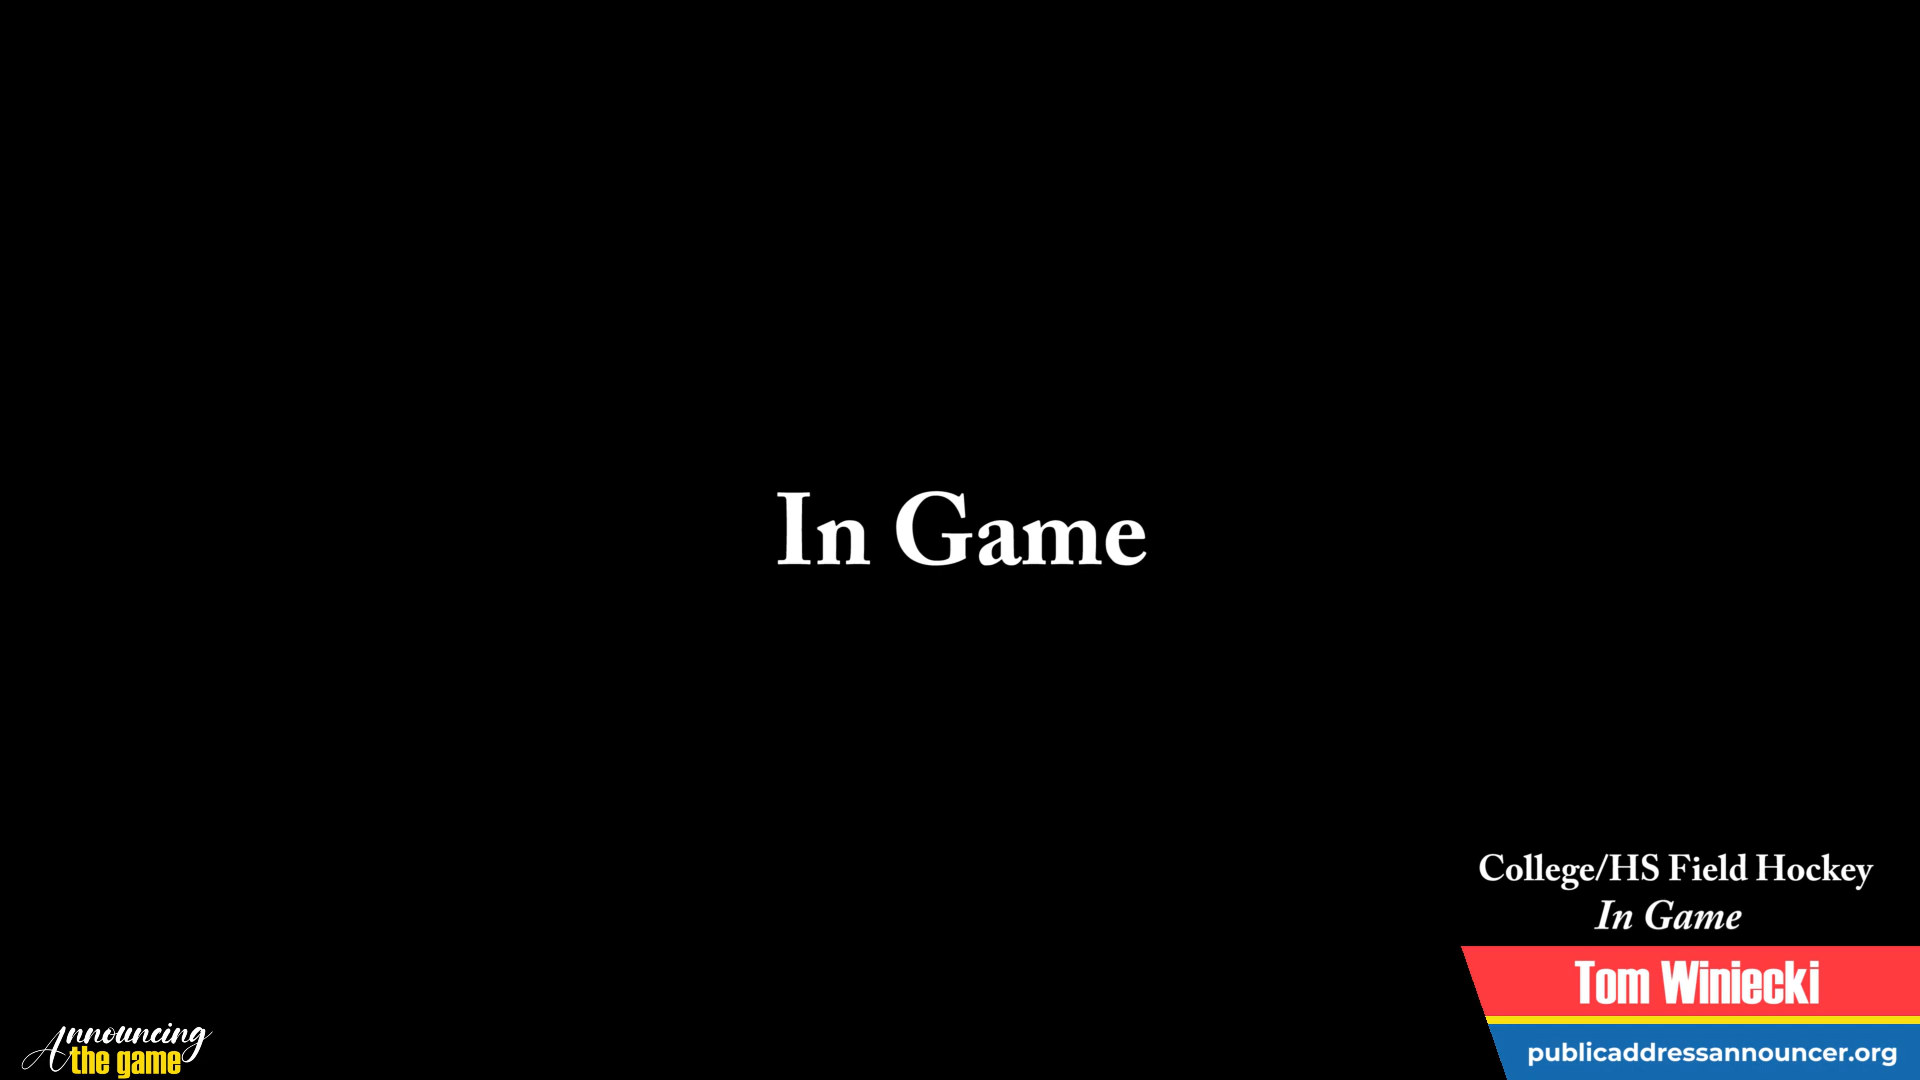 In Game
College/HS Field Hockey
In Game
Tom Winiecki
publicaddressannouncer.org
Announcing
the game